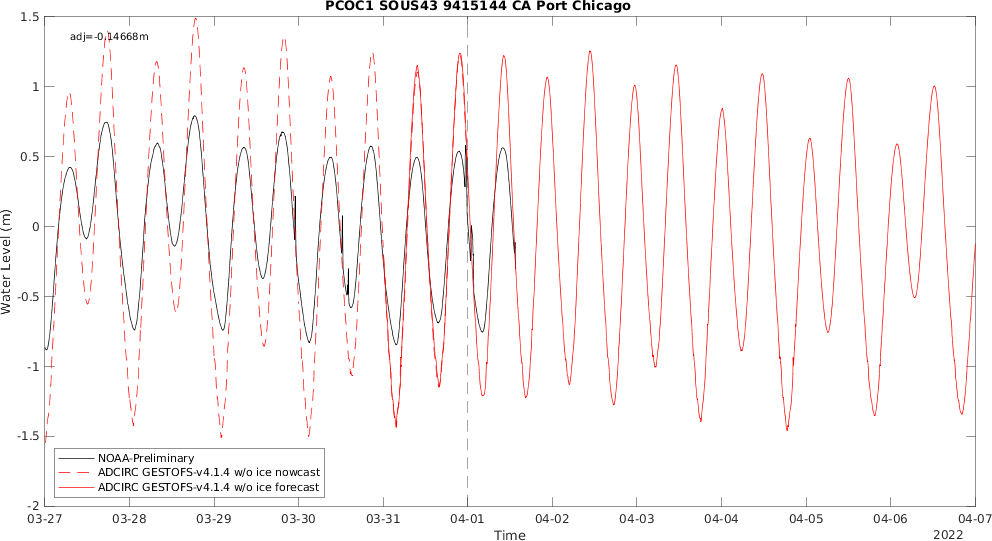 PCOC1 SOUS43 9415144 CA Port Chicago
adj=-0.14668m
1.5
1
0.5
0
-0.5
-1
-1.5
-2
Water Level (m)
NOAA-Preliminary
ADCIRC GESTOFS-v4.1.4 w/o ice nowcast
ADCIRC GESTOFS-v4.1.4 w/o ice forecast
03-27 03-28 03-29 03-30 03-31 04-01 04-02 04-03 04-04 04-05 04-06 04-07
Time
2022